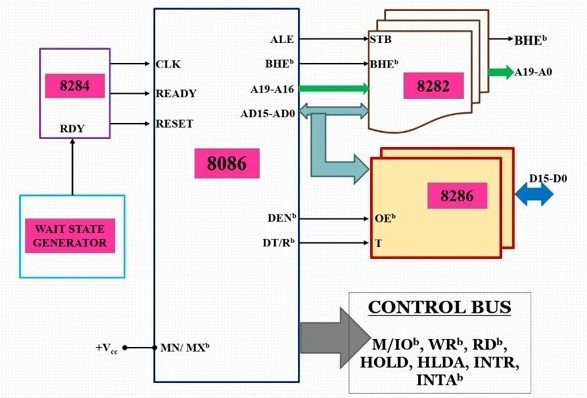 8284
RDY
WAIT STATE
GENERATOR
+Vcc
CLK
READY
RESET
8086
MN/ MXᵇ
ALE
BHEᵇ
A19-A16
AD15-AD0
DENᵇ
DT/Rᵇ
STB
BHEᵇ
8282
BHEᵇ
A19-A0
8286
OEᵇ
T
D15-D0
CONTROL BUS
M/IOᵇ, WRᵇ, RDᵇ,
HOLD, HLDA, INTR,
INTAᵇ